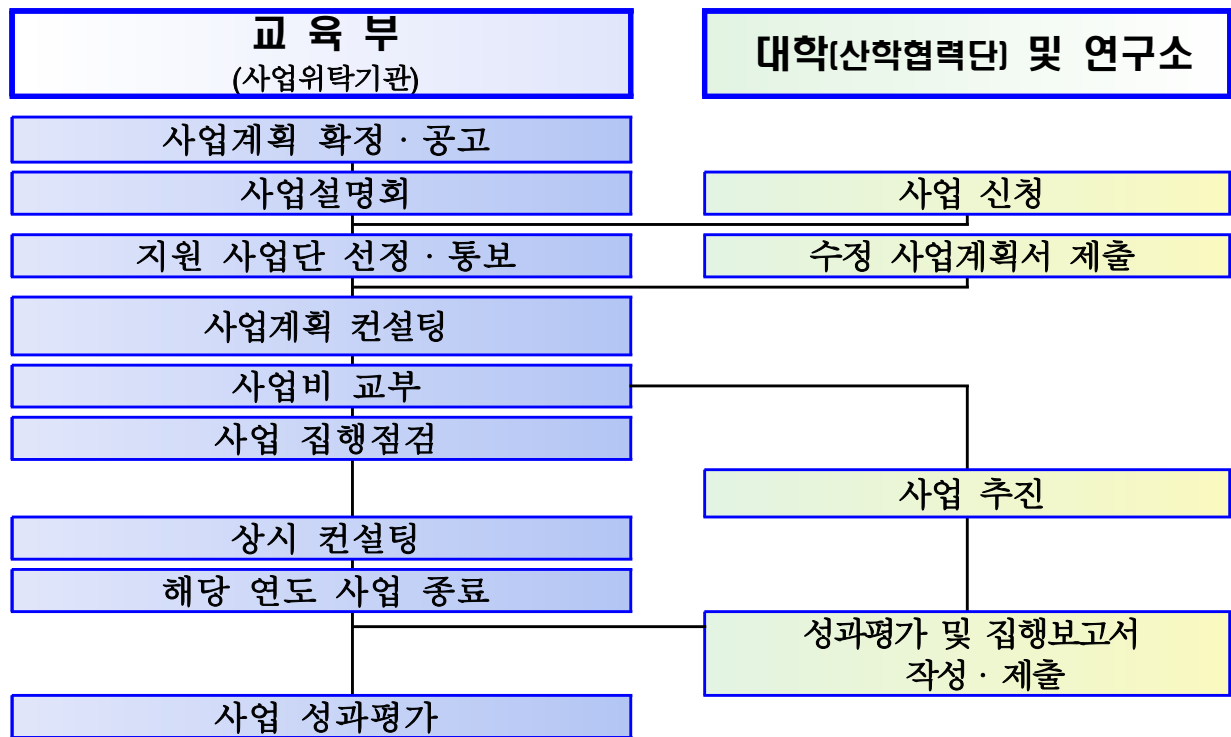 교 육 부
(사업위탁기관)
대학(산학협력단) 및 연구소
사업계획 확정 · 공고
사업설명회
사업 신청
지원 사업단 선정 · 통보
수정 사업계획서 제출
사업계획 컨설팅
사업비 교부
사업 집행점검
사업 추진
상시 컨설팅
해당 연도 사업 종료
성과평가 및 집행보고서
작성 · 제출
사업 성과평가